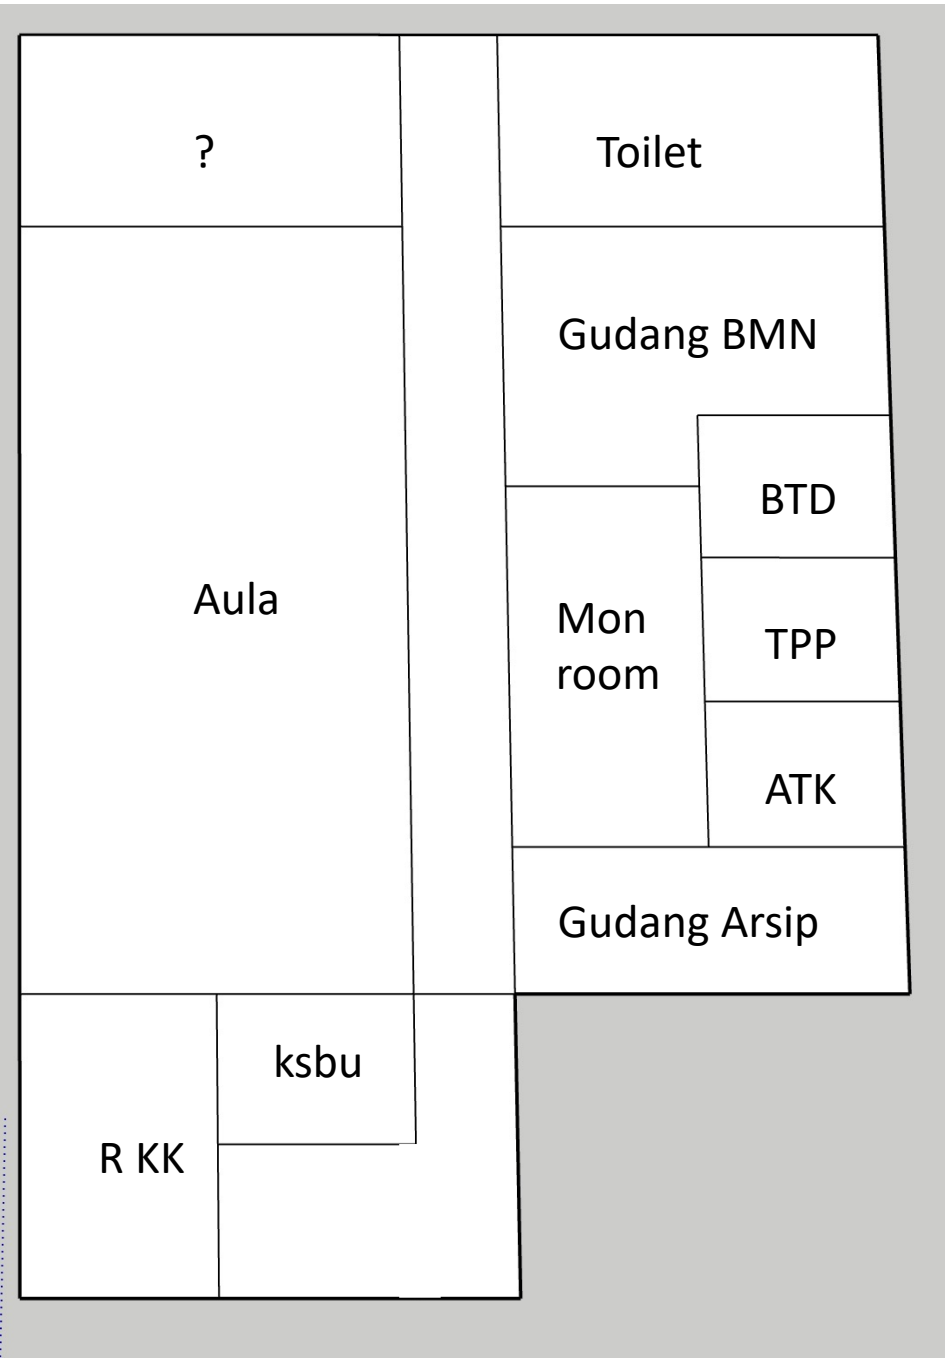 ?
Toilet
Gudang BMN
BTD
Aula
Mon
room
TPP
ATK
Gudang Arsip
ksbu
R KK